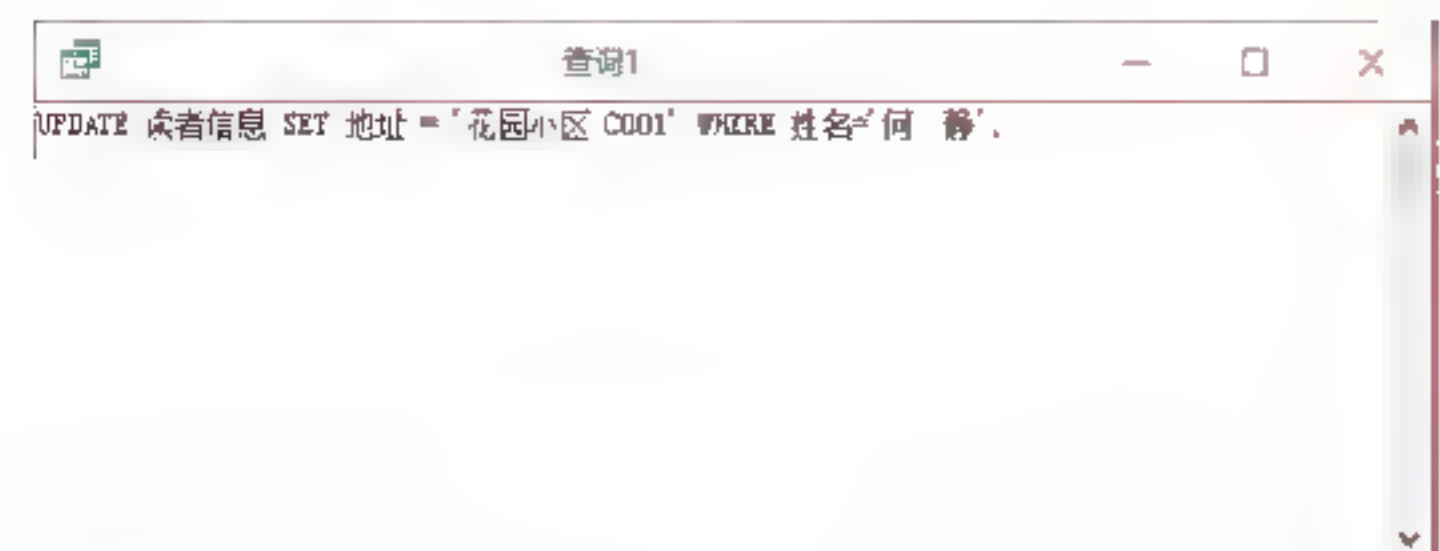 查询1
UPDATE 读者信息 SET 地址 = '花园小区 C001' WHERE 姓名='何　静';